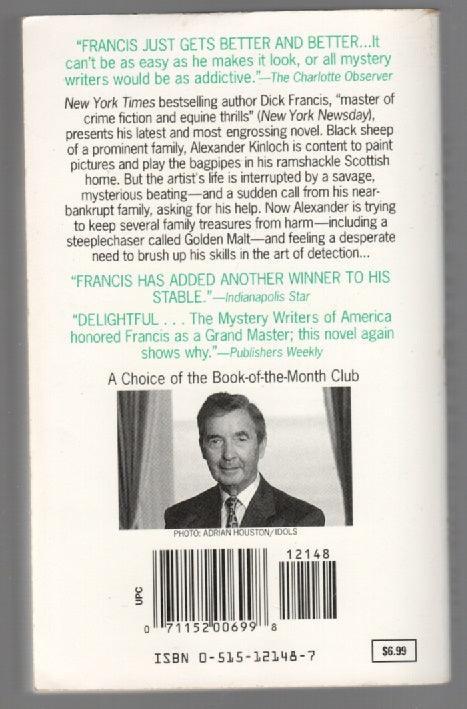 "FRANCIS JUST GETS BETTER AND BETTER...It
can't be as easy as he makes it look, or all mystery
writers would be as addictive."—The Charlotte Observer
New York Times bestselling author Dick Francis, "master of
crime fiction and equine thrills" (New York Newsday),
presents his latest and most engrossing novel. Black sheep
of a prominent family, Alexander Kinloch is content to paint
pictures and play the bagpipes in his ramshackle Scottish
home. But the artist's life is interrupted by a savage,
mysterious beating—and a sudden call from his near-
bankrupt family, asking for his help. Now Alexander is trying
to keep several family treasures from harm—including a
steeplechaser called Golden Malt—and feeling a desperate
need to brush up his skills in the art of detection...
"FRANCIS HAS ADDED ANOTHER WINNER TO HIS
STABLE."—Indianapolis Star
"DELIGHTFUL . . . The Mystery Writers of America
honored Francis as a Grand Master; this novel again
shows why."—Publishers Weekly
A Choice of the Book-of-the-Month Club
PHOTO: ADRIAN HOUSTON/IDOLS
12148
UPC
0 71152 00699 8
ISBN 0-515-12148-7
$6.99